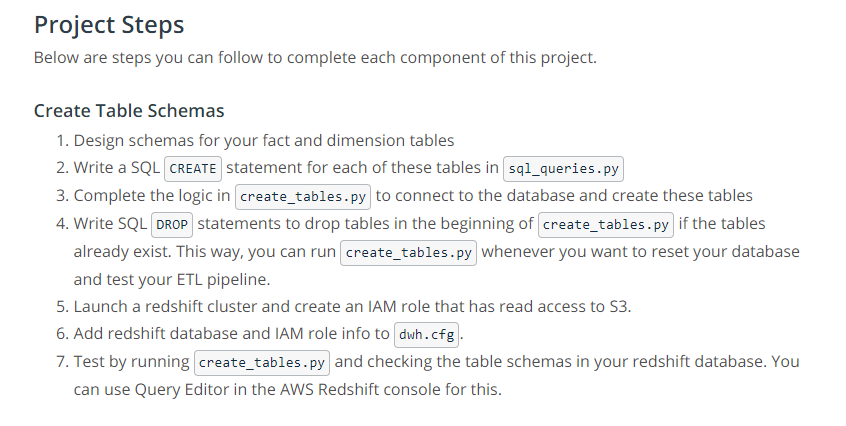 Project Steps
Below are steps you can follow to complete each component of this project.
Create Table Schemas
1. Design schemas for your fact and dimension tables
2. Write a SQL CREATE statement for each of these tables in sql_queries.py
3. Complete the logic in create_tables.py to connect to the database and create these tables
4. Write SQL DROP statements to drop tables in the beginning of create_tables.py if the tables
already exist. This way, you can run create_tables.py whenever you want to reset your database
and test your ETL pipeline.
5. Launch a redshift cluster and create an IAM role that has read access to S3.
6. Add redshift database and IAM role info to dwh.cfg.
7. Test by running create_tables.py and checking the table schemas in your redshift database. You
can use Query Editor in the AWS Redshift console for this.